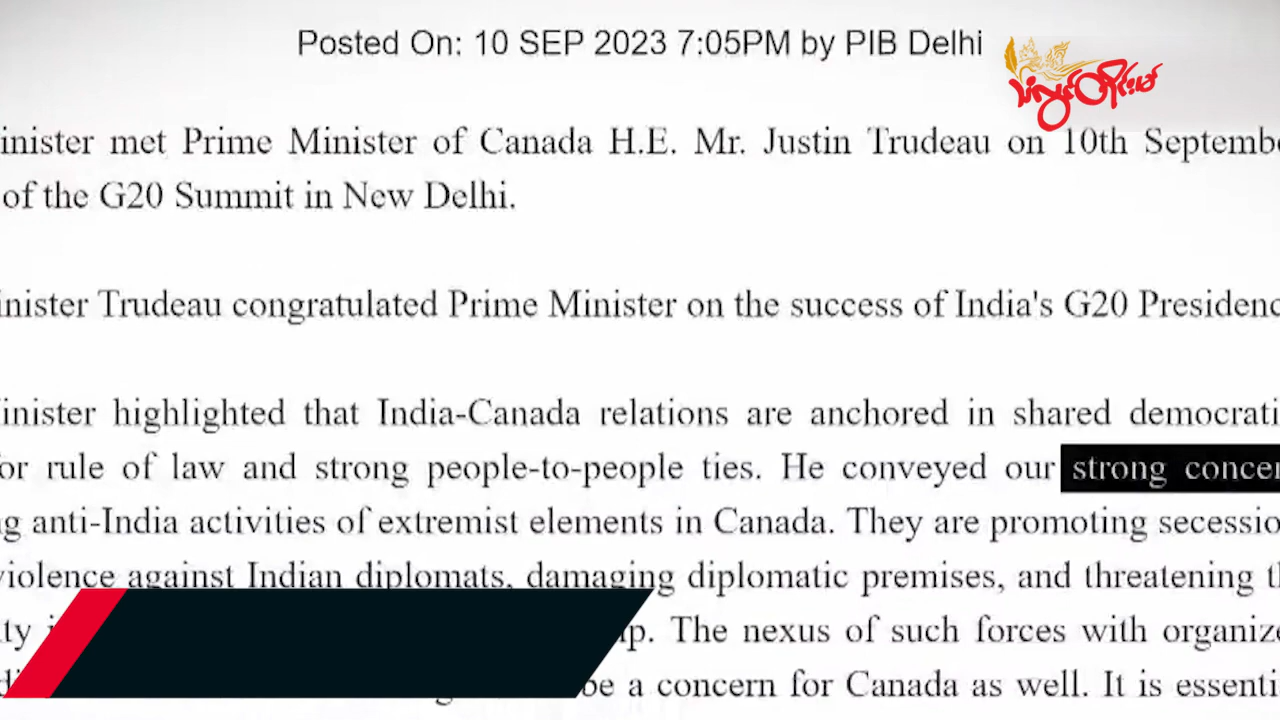 Posted On: 10 SEP 2023 7:05PM by PIB Delhi
inister met Prime Minister of Canada H.E. Mr. Justin Trudeau on 10th Septembe
of the G20 Summit in New Delhi.
inister Trudeau congratulated Prime Minister on the success of India's G20 Presidenc
inister highlighted that India-Canada relations are anchored in shared democrati
or rule of law and strong people-to-people ties. He conveyed our strong concer
g anti-India activities of extremist elements in Canada. They are promoting secessio
violence against Indian diplomats, damaging diplomatic premises, and threatening t
ty p. The nexus of such forces with organize
be a concern for Canada as well. It is essenti